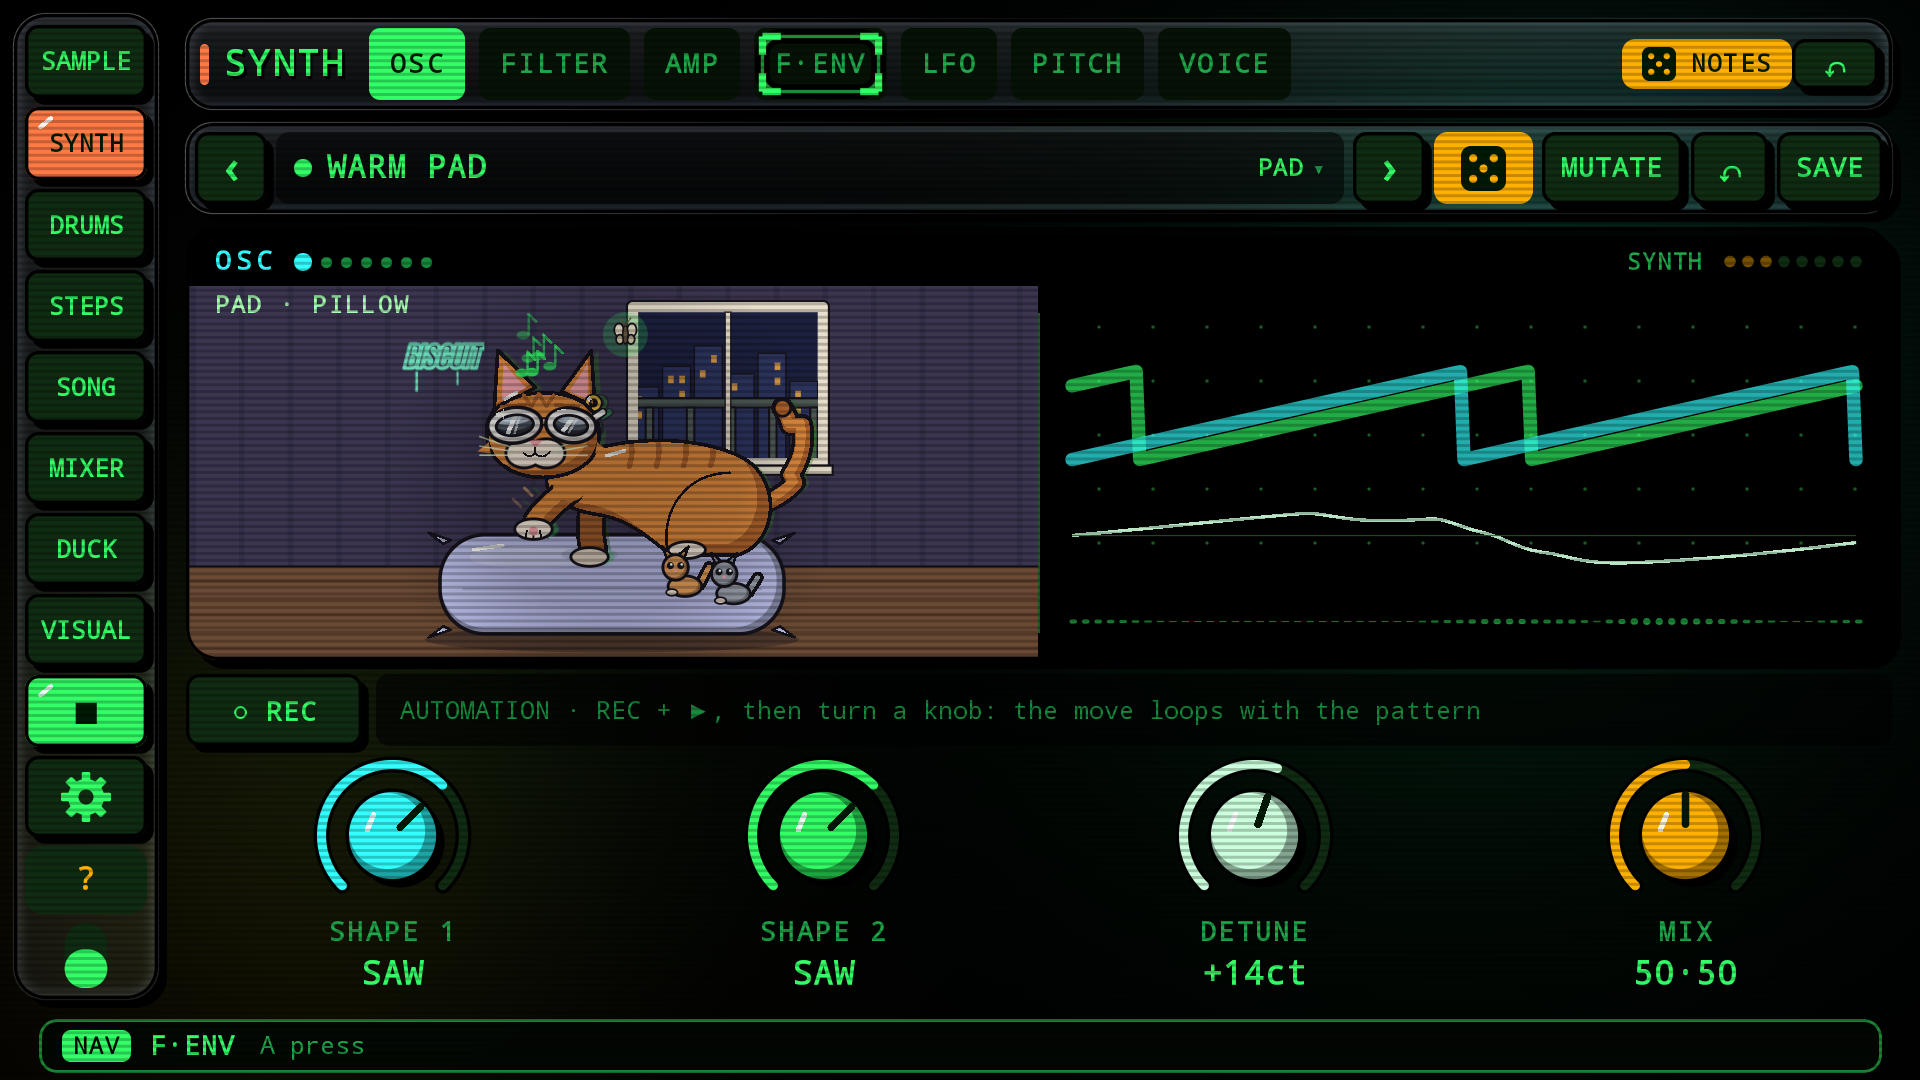 SAMPLE
SYNTH
DRUMS
STEPS
SONG
MIXER
DUCK
VISUAL
?
SYNTH OSC FILTER AMP F·ENV LFO PITCH VOICE NOTES
‹ WARM PAD PAD ▾ › MUTATE SAVE
OSC SYNTH
PAD · PILLOW
BISCUIT
REC AUTOMATION · REC + ▶, then turn a knob: the move loops with the pattern
SHAPE 1 SHAPE 2 DETUNE MIX
SAW SAW +14ct 50·50
NAV F·ENV A press